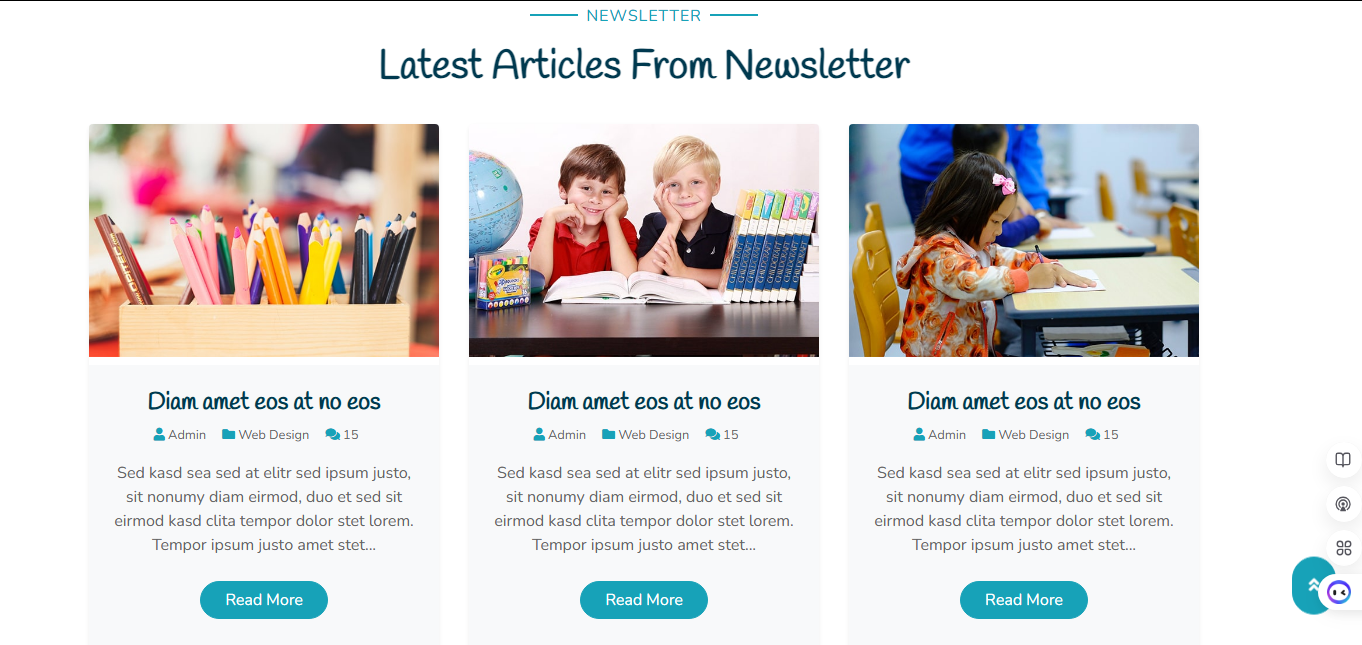 NEWSLETTER
Latest Articles From Newsletter
Diam amet eos at no eos
Admin Web Design 15
Sed kasd sea sed at elitr sed ipsum justo,
sit nonumy diam eirmod, duo et sed sit
eirmod kasd clita tempor dolor stet lorem.
Tempor ipsum justo amet stet...
Read More
Diam amet eos at no eos
Admin Web Design 15
Sed kasd sea sed at elitr sed ipsum justo,
sit nonumy diam eirmod, duo et sed sit
eirmod kasd clita tempor dolor stet lorem.
Tempor ipsum justo amet stet...
Read More
Diam amet eos at no eos
Admin Web Design 15
Sed kasd sea sed at elitr sed ipsum justo,
sit nonumy diam eirmod, duo et sed sit
eirmod kasd clita tempor dolor stet lorem.
Tempor ipsum justo amet stet...
Read More